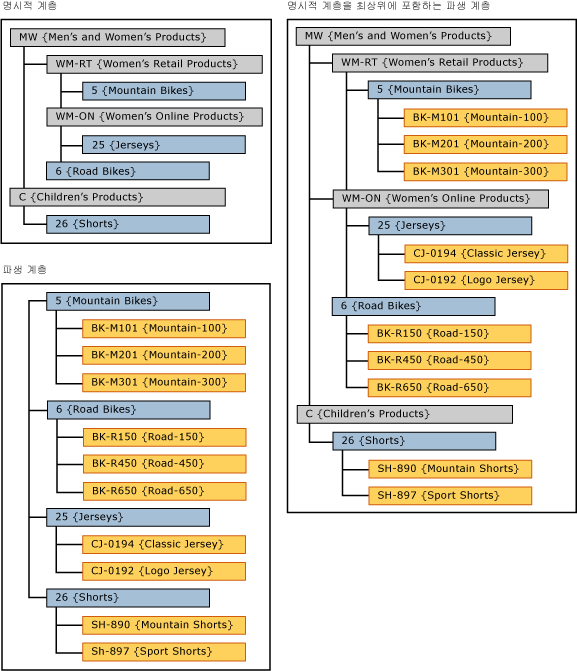 명시적 계층
MW {Men's and Women's Products}
WM-RT {Women's Retail Products}
5 {Mountain Bikes}
WM-ON {Women's Online Products}
25 {Jerseys}
6 {Road Bikes}
C {Children's Products}
26 {Shorts}
파생 계층
5 {Mountain Bikes}
BK-M101 {Mountain-100}
BK-M201 {Mountain-200}
BK-M301 {Mountain-300}
6 {Road Bikes}
BK-R150 {Road-150}
BK-R450 {Road-450}
BK-R650 {Road-650}
25 {Jerseys}
CJ-0194 {Classic Jersey}
CJ-0192 {Logo Jersey}
26 {Shorts}
SH-890 {Mountain Shorts}
Sh-897 {Sport Shorts}
명시적 계층을 최상위에 포함하는 파생 계층
MW {Men's and Women's Products}
WM-RT {Women's Retail Products}
5 {Mountain Bikes}
BK-M101 {Mountain-100}
BK-M201 {Mountain-200}
BK-M301 {Mountain-300}
WM-ON {Women's Online Products}
25 {Jerseys}
CJ-0194 {Classic Jersey}
CJ-0192 {Logo Jersey}
6 {Road Bikes}
BK-R150 {Road-150}
BK-R450 {Road-450}
BK-R650 {Road-650}
C {Children's Products}
26 {Shorts}
SH-890 {Mountain Shorts}
SH-897 {Sport Shorts}